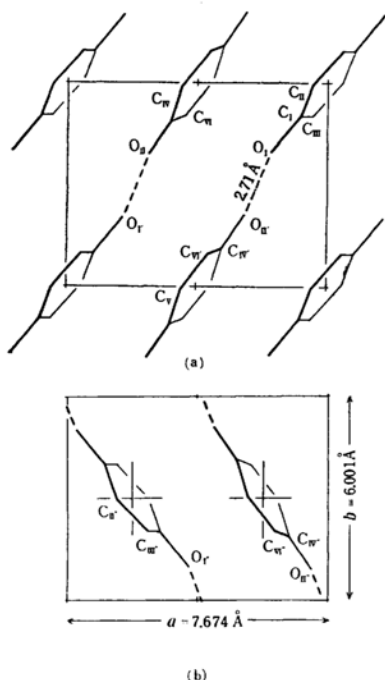 C_IV
C_VI
O_II
C_II
C_I
C_III
O_I
2.71 Å
O_I'
O_II'
C_VI'
C_IV'
C_V
(a)
C_II'
C_III'
O_I'
C_VI'
C_IV'
O_II'
b = 6.001 Å
a = 7.674 Å
(b)